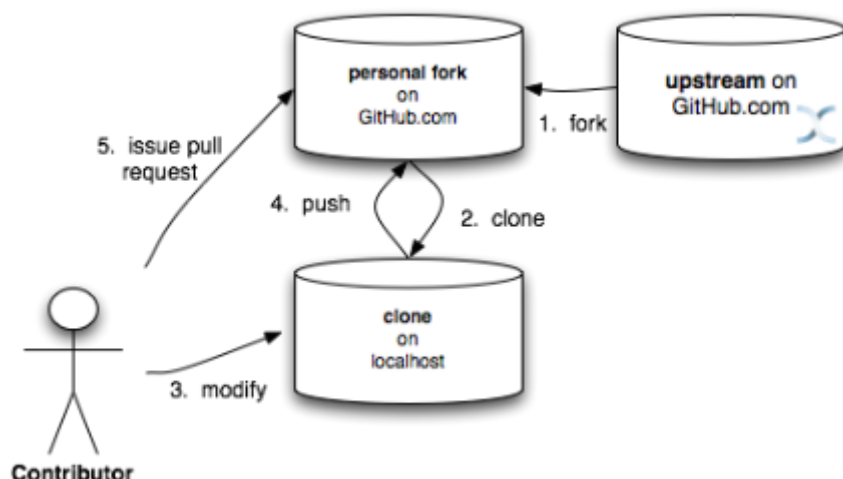 personal fork
on
GitHub.com
upstream on
GitHub.com
1. fork
5. issue pull
request
4. push
2. clone
clone
on
localhost
3. modify
Contributor